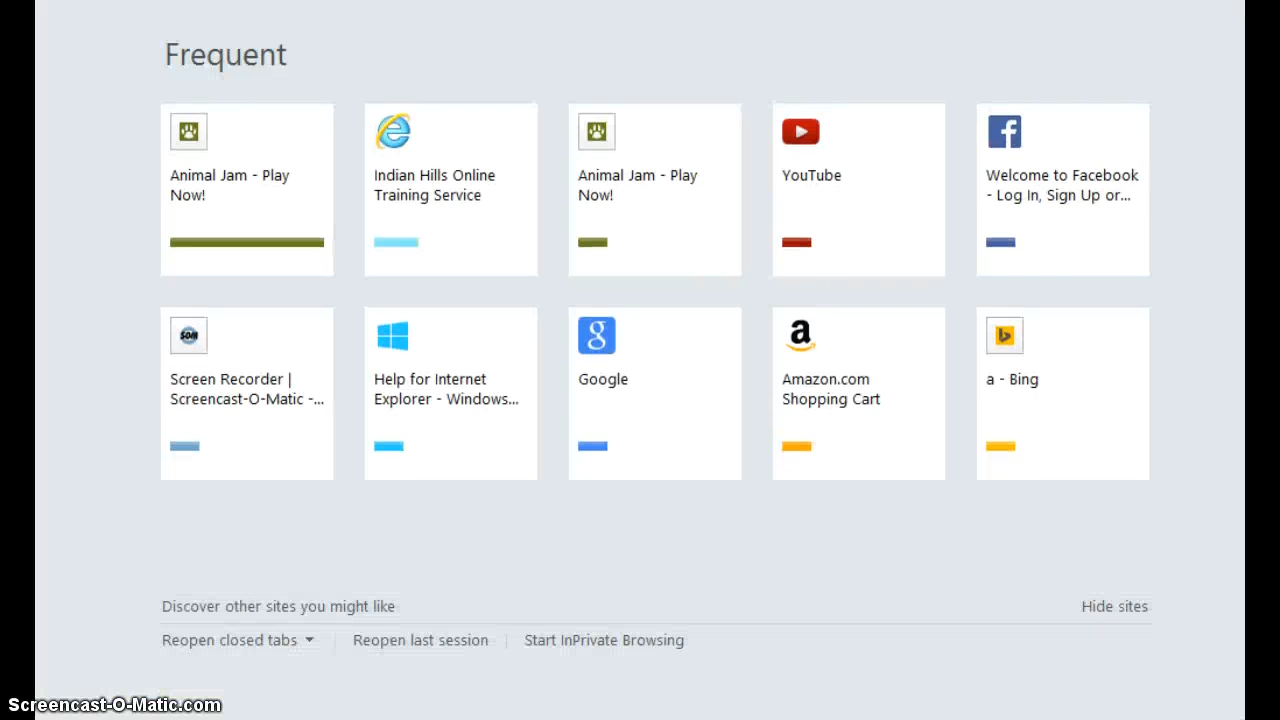 Frequent
Animal Jam - Play
Now!
Indian Hills Online
Training Service
Animal Jam - Play
Now!
YouTube
Welcome to Facebook
- Log In, Sign Up or...
SOM
Screen Recorder |
Screencast-O-Matic -...
Help for Internet
Explorer - Windows...
Google
Amazon.com
Shopping Cart
a - Bing
Discover other sites you might like
Hide sites
Reopen closed tabs
Reopen last session
Start InPrivate Browsing
Screencast-O-Matic.com